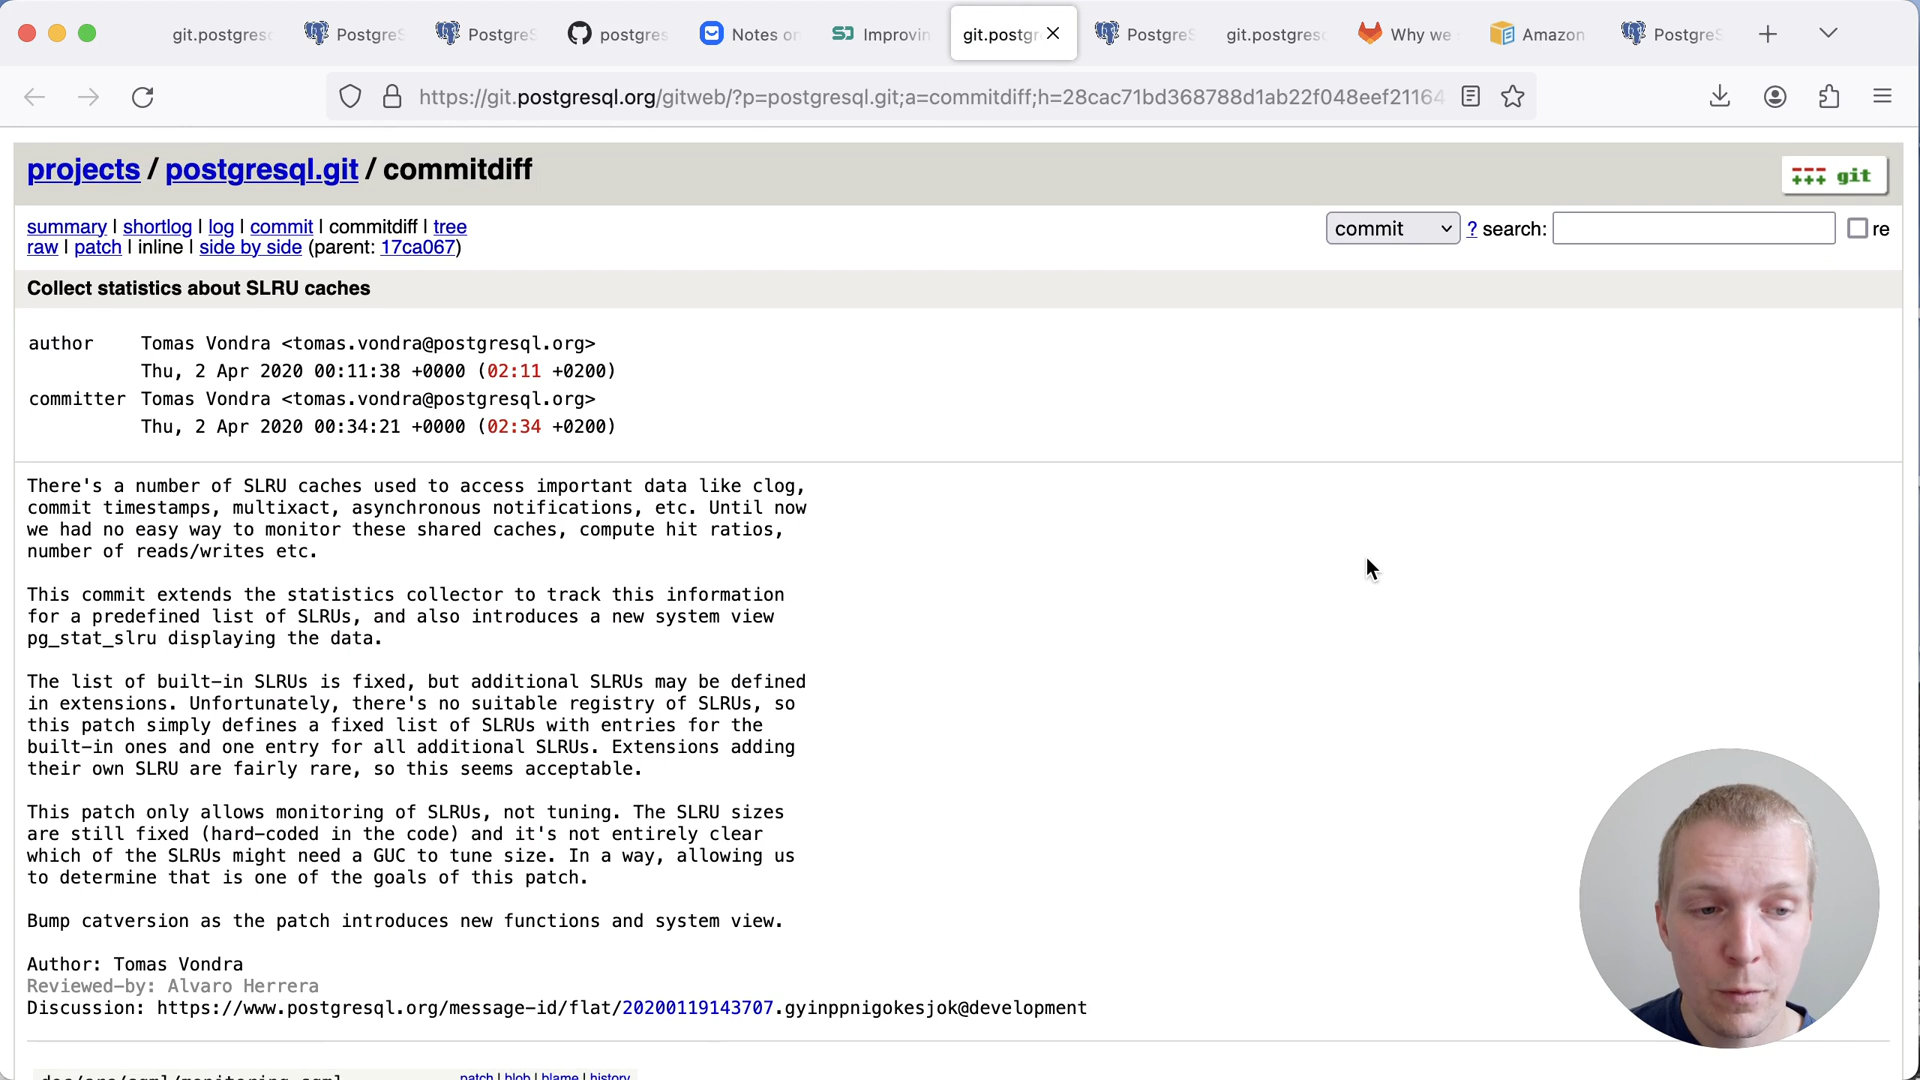 git.postgres
PostgreS
PostgreS
postgres
Notes on
Improvin
git.postgr
PostgreS
git.postgres
Why we
Amazon
PostgreS
https://git.postgresql.org/gitweb/?p=postgresql.git;a=commitdiff;h=28cac71bd368788d1ab22f048eef21164
projects / postgresql.git / commitdiff
git
summary | shortlog | log | commit | commitdiff | tree
commit ? search: re
raw | patch | inline | side by side (parent: 17ca067)
Collect statistics about SLRU caches
author Tomas Vondra <tomas.vondra@postgresql.org>
Thu, 2 Apr 2020 00:11:38 +0000 (02:11 +0200)
committer Tomas Vondra <tomas.vondra@postgresql.org>
Thu, 2 Apr 2020 00:34:21 +0000 (02:34 +0200)
There's a number of SLRU caches used to access important data like clog,
commit timestamps, multixact, asynchronous notifications, etc. Until now
we had no easy way to monitor these shared caches, compute hit ratios,
number of reads/writes etc.
This commit extends the statistics collector to track this information
for a predefined list of SLRUs, and also introduces a new system view
pg_stat_slru displaying the data.
The list of built-in SLRUs is fixed, but additional SLRUs may be defined
in extensions. Unfortunately, there's no suitable registry of SLRUs, so
this patch simply defines a fixed list of SLRUs with entries for the
built-in ones and one entry for all additional SLRUs. Extensions adding
their own SLRU are fairly rare, so this seems acceptable.
This patch only allows monitoring of SLRUs, not tuning. The SLRU sizes
are still fixed (hard-coded in the code) and it's not entirely clear
which of the SLRUs might need a GUC to tune size. In a way, allowing us
to determine that is one of the goals of this patch.
Bump catversion as the patch introduces new functions and system view.
Author: Tomas Vondra
Reviewed-by: Alvaro Herrera
Discussion: https://www.postgresql.org/message-id/flat/20200119143707.gyinppnigokesjok@development
doc/src/sgml/monitoring.sgml patch | blob | blame | history